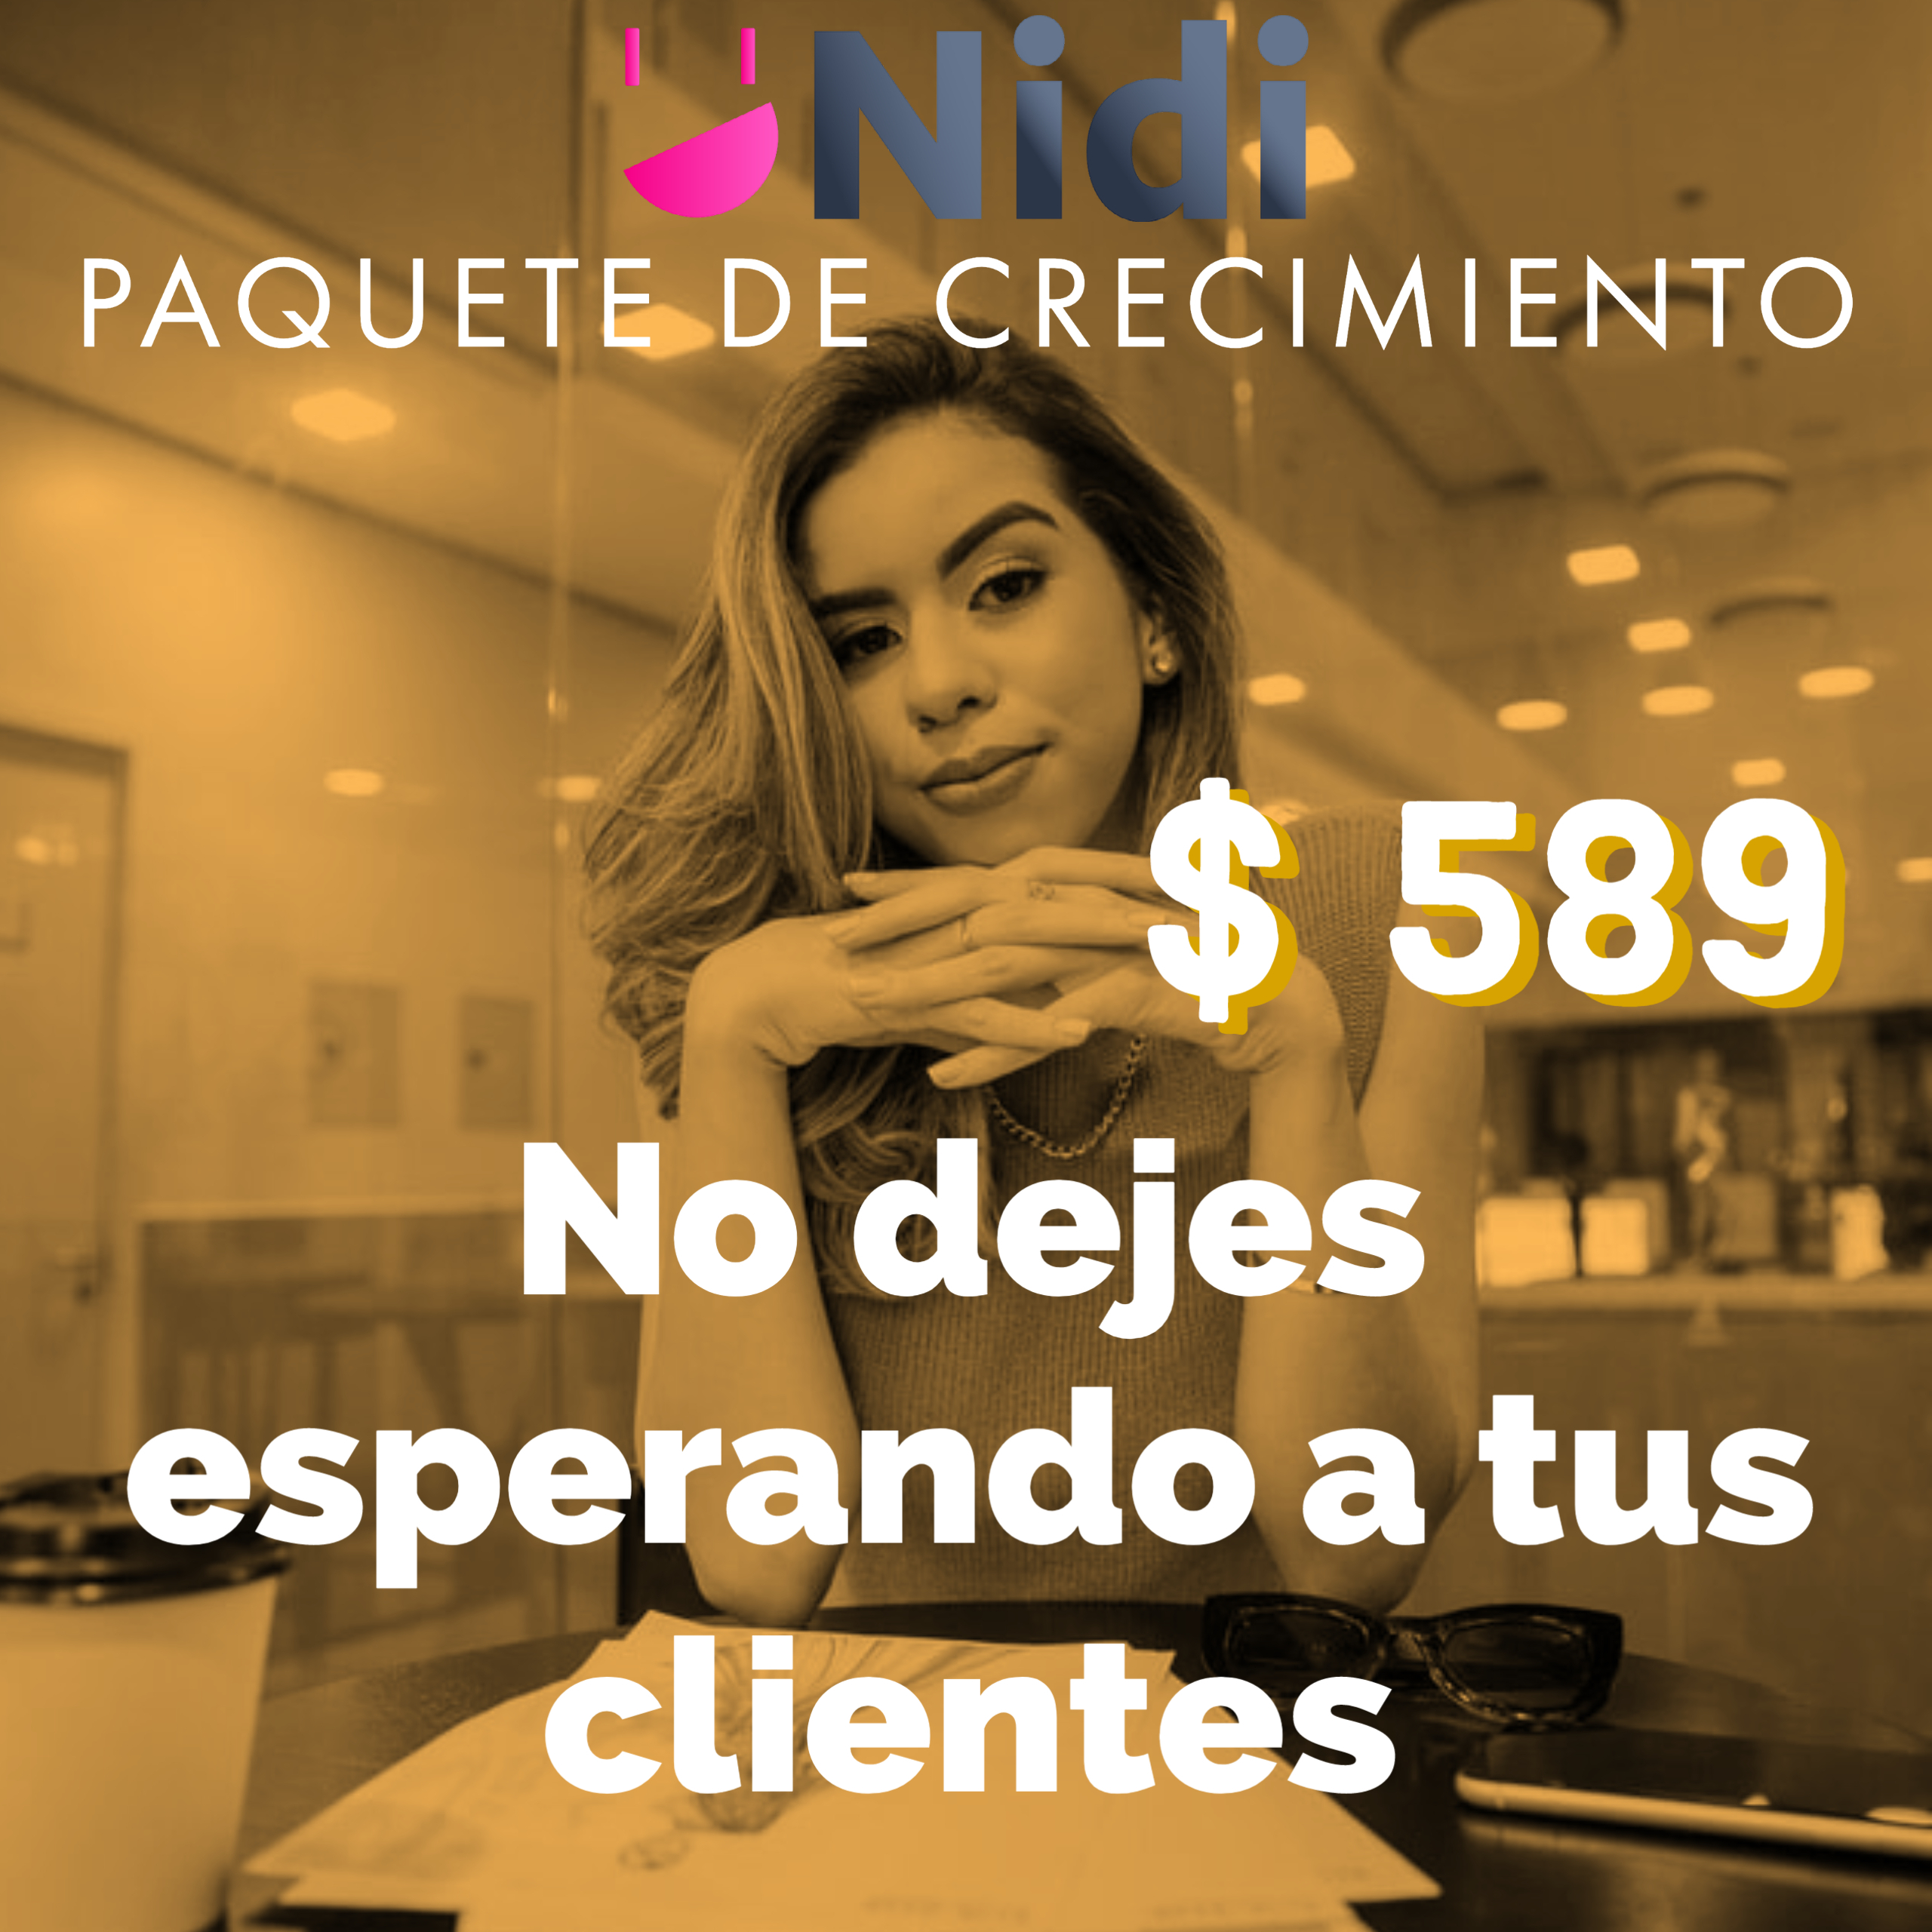 Nidi
PAQUETE DE CRECIMIENTO
$ 589
No dejes
esperando a tus
clientes